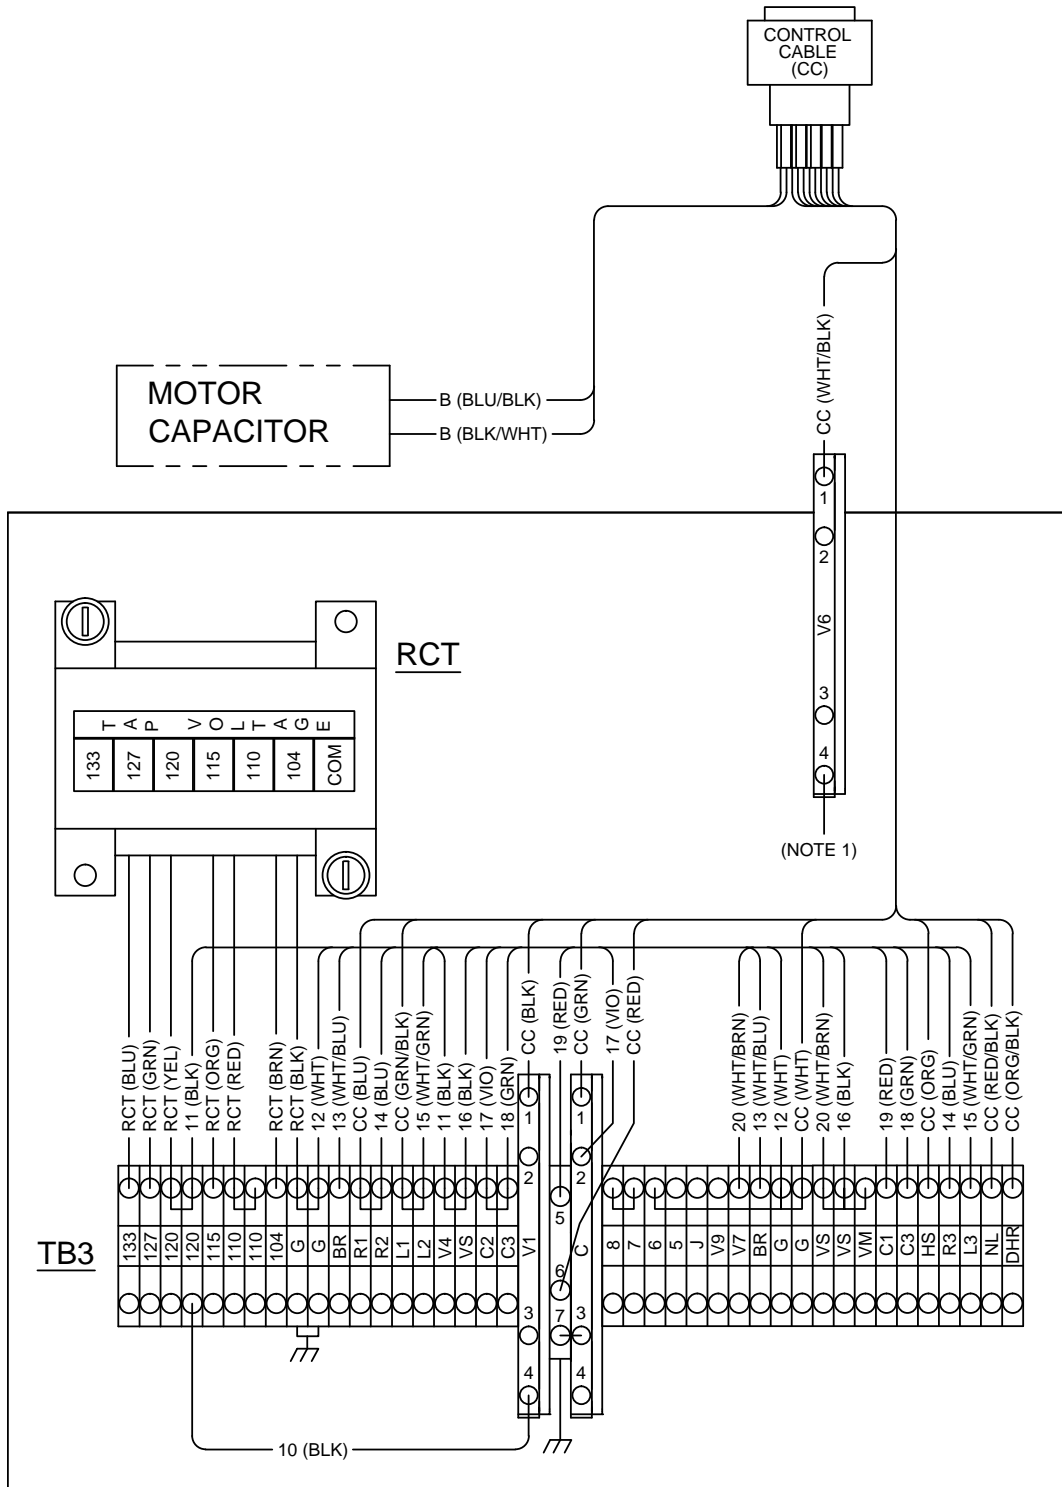 CONTROL
CABLE
(CC)
CC (WHT/BLK)
MOTOR
CAPACITOR
B (BLU/BLK)
B (BLK/WHT)
1
2
V6
3
4
(NOTE 1)
RCT
TAP VOLTAGE
133
127
120
115
110
104
COM
RCT (BLU)
RCT (GRN)
RCT (YEL)
11 (BLK)
RCT (ORG)
RCT (RED)
RCT (BRN)
RCT (BLK)
12 (WHT)
13 (WHT/BLU)
CC (BLU)
14 (BLU)
CC (GRN/BLK)
15 (WHT/GRN)
11 (BLK)
16 (BLK)
17 (VIO)
18 (GRN)
CC (BLK)
19 (RED)
CC (GRN)
17 (VIO)
CC (RED)
20 (WHT/BRN)
13 (WHT/BLU)
12 (WHT)
CC (WHT)
20 (WHT/BRN)
16 (BLK)
19 (RED)
18 (GRN)
CC (ORG)
14 (BLU)
15 (WHT/GRN)
CC (RED/BLK)
CC (ORG/BLK)
TB3
133
127
120
120
115
110
110
104
G
G
BR
R1
R2
L1
L2
V4
VS
C2
C3
1
2
V1
3
4
5
6
7
1
2
C
3
4
8
7
6
5
J
V9
V7
BR
G
G
VS
VS
VM
C1
C3
HS
R3
L3
NL
DHR
10 (BLK)